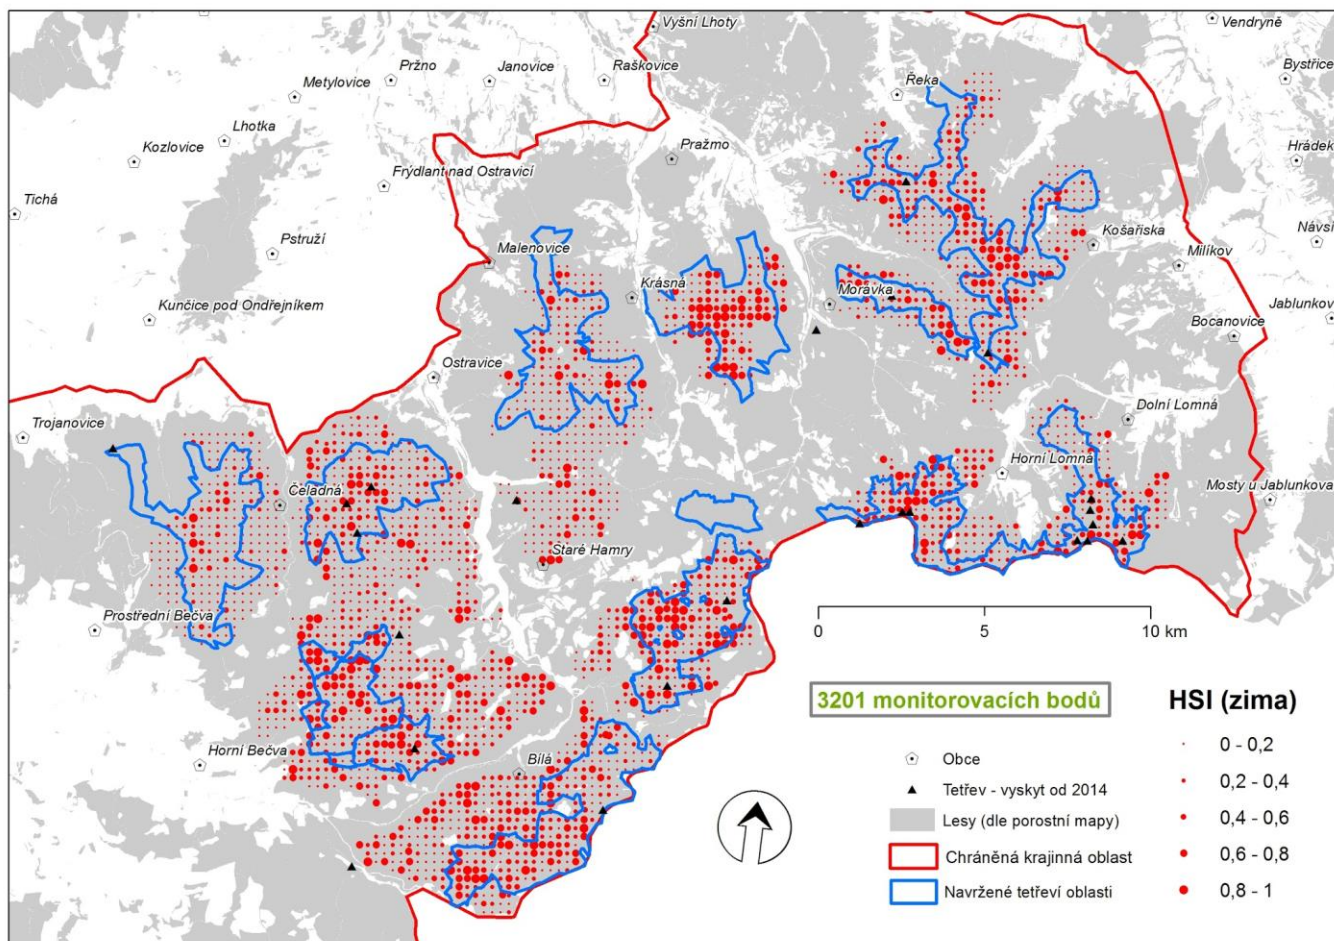 Vyšní Lhoty
Vendryně
Pržno
Janovice
Raškovice
Řeka
Bystřice
Metylovice
Lhotka
Kozlovice
Pražmo
Hrádek
Frýdlant nad Ostravicí
Tichá
Pstruží
Malenovice
Košařiska
Návsí
Milíkov
Kunčice pod Ondřejníkem
Krásná
Morávka
Jablunkov
Bocanovice
Ostravice
Trojanovice
Dolní Lomná
Horní Lomná
Čeladná
Mosty u Jablunkova
Staré Hamry
Prostřední Bečva
0 5 10 km
3201 monitorovacích bodů
HSI (zima)
Horní Bečva
Bílá
Obce
Tetřev - vyskyt od 2014
Lesy (dle porostní mapy)
Chráněná krajinná oblast
Navržené tetřeví oblasti
0 - 0,2
0,2 - 0,4
0,4 - 0,6
0,6 - 0,8
0,8 - 1